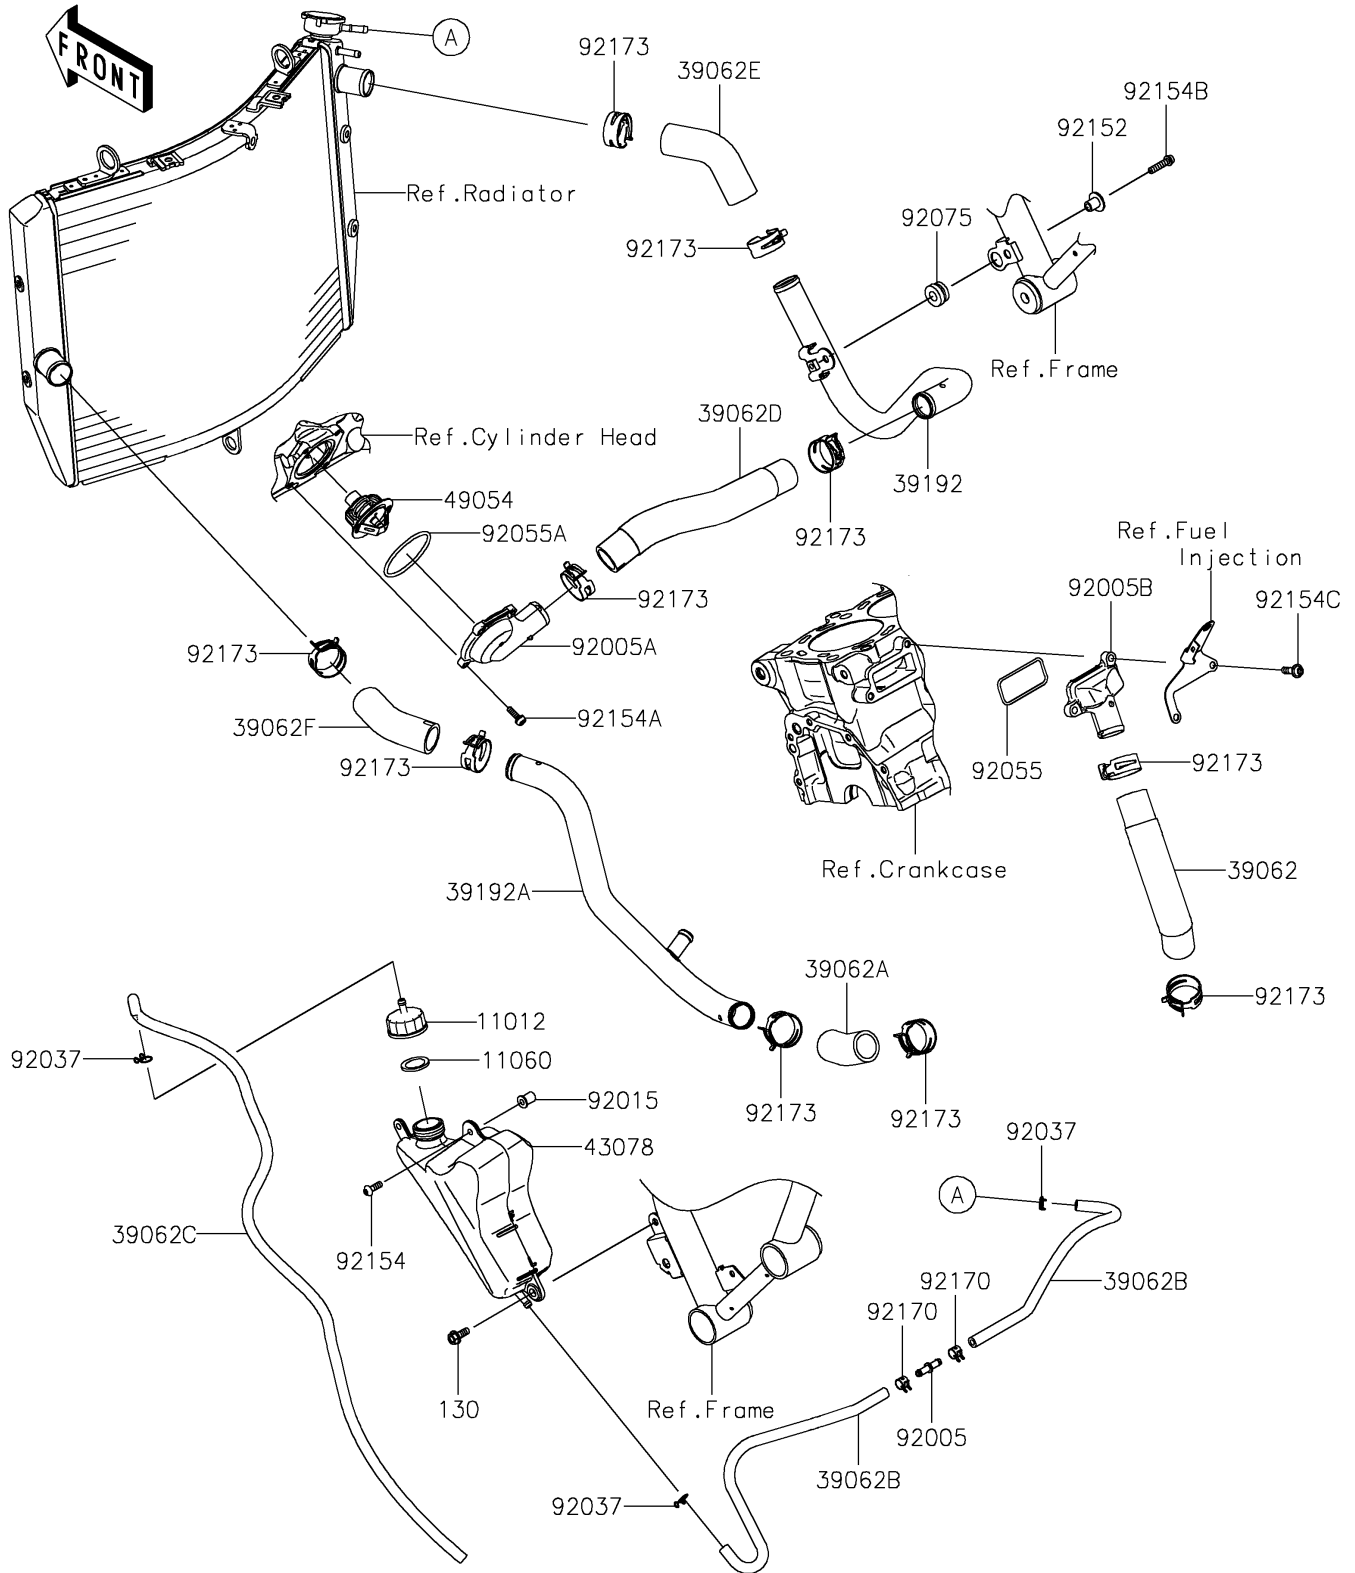 FRONT
A
92173
39062E
92154B
92152
Ref.Radiator
92173
92075
Ref.Frame
39062D
Ref.Cylinder Head
39192
49054
92055A
92173
Ref.Fuel
Injection
92005B
92154C
92173
92173
92005A
39062F
92154A
92173
92055
92173
Ref.Crankcase
39062
39192A
39062A
92173
11012
92037
11060
92015
92173
92173
43078
92037
A
39062C
92154
92170
39062B
92170
130
Ref.Frame
92005
39062B
92037